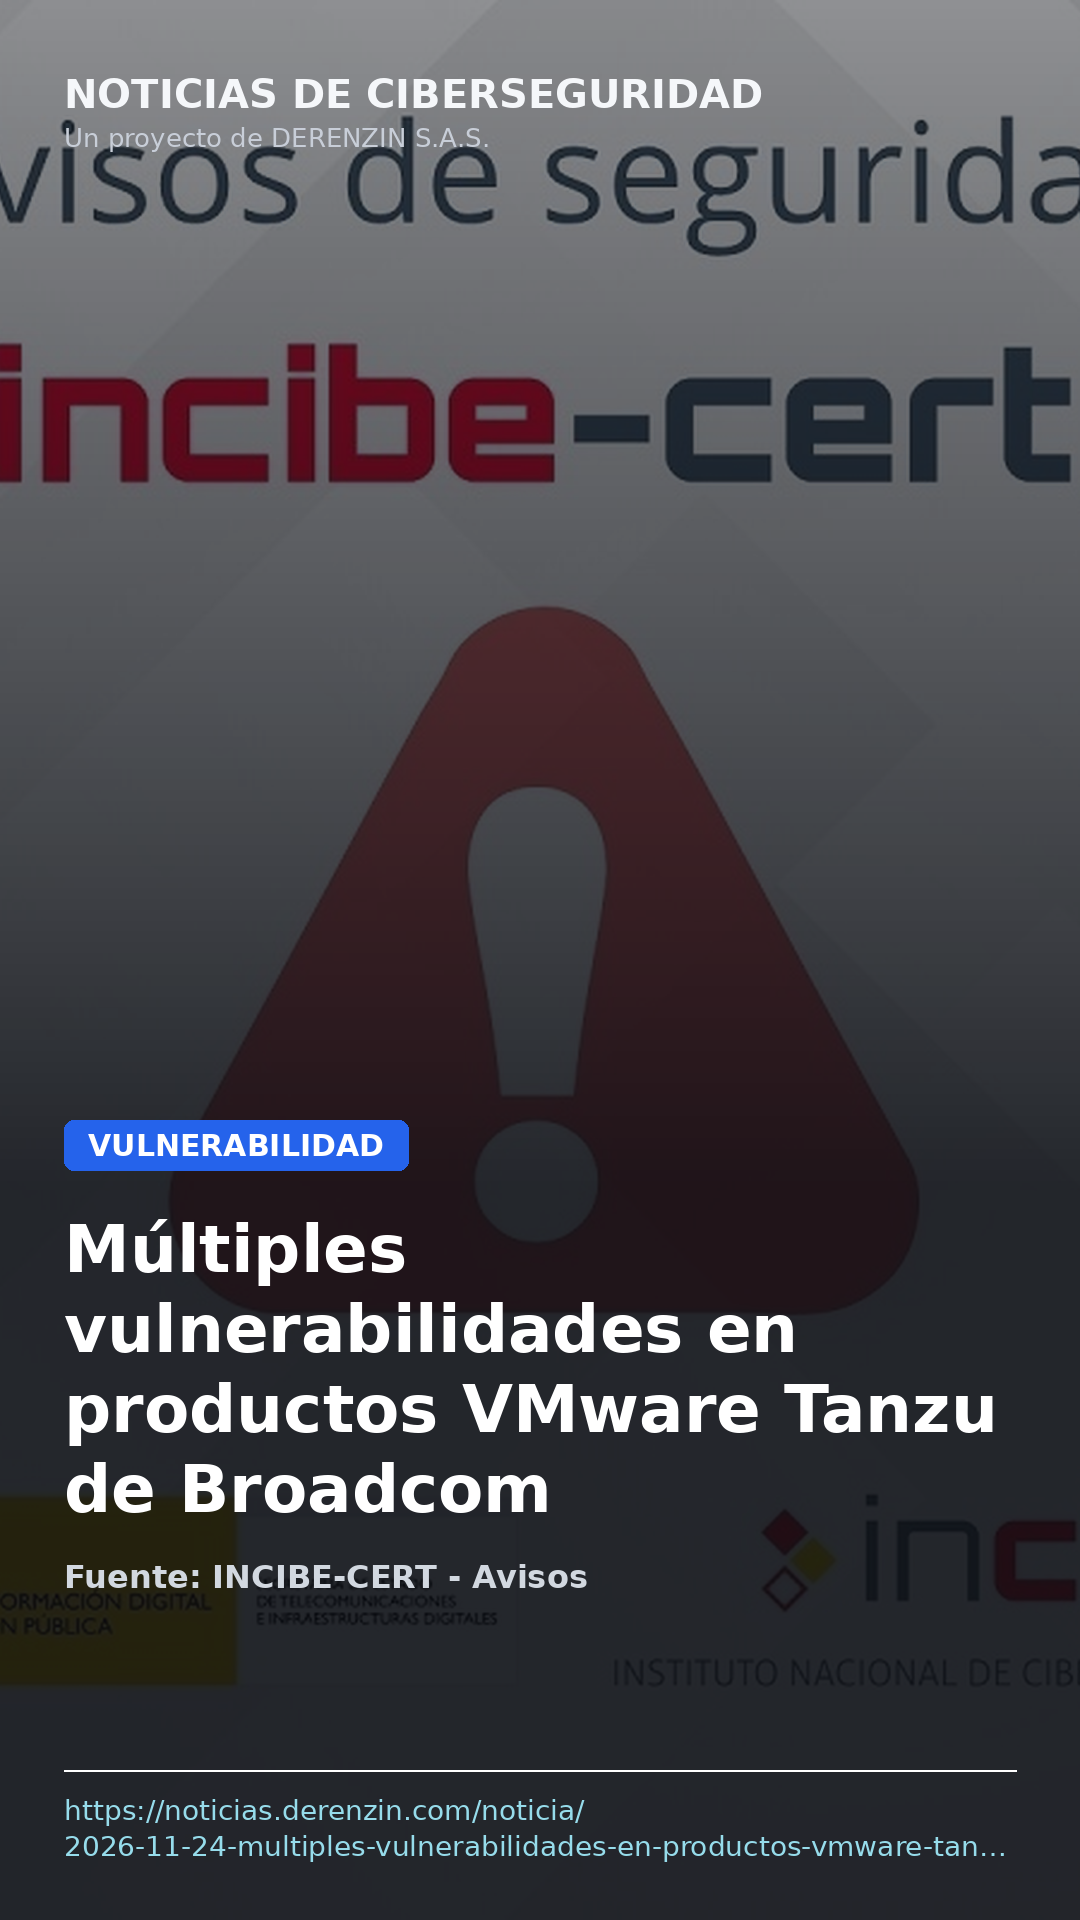 NOTICIAS DE CIBERSEGURIDAD
Un proyecto de DERENZIN S.A.S.
visos de segurida
incibe-cert
VULNERABILIDAD
Múltiples
vulnerabilidades en
productos VMware Tanzu
de Broadcom
Fuente: INCIBE-CERT - Avisos
ORMACIÓN DIGITAL
N PÚBLICA
DE TELECOMUNICACIONES
E INFRAESTRUCTURAS DIGITALES
inc
INSTITUTO NACIONAL DE CIB
https://noticias.derenzin.com/noticia/
2026-11-24-multiples-vulnerabilidades-en-productos-vmware-tan…